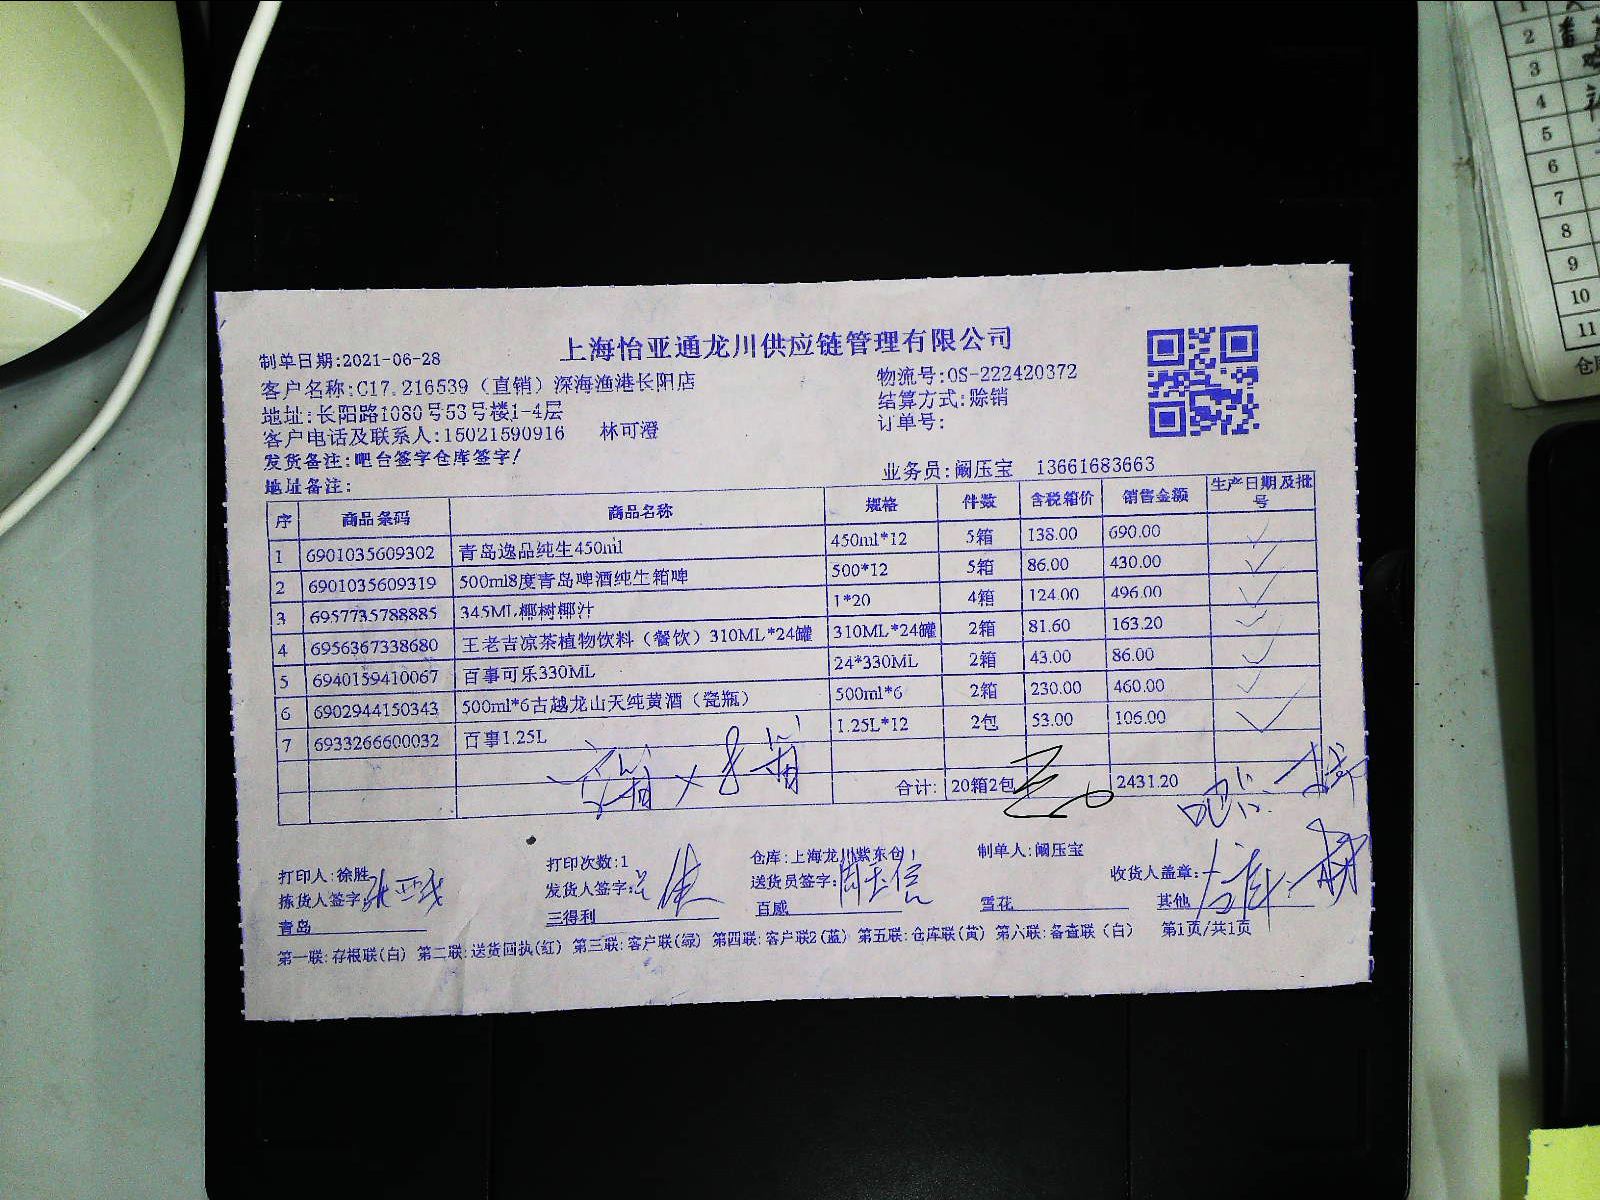 上海怡亚通龙川供应链管理有限公司
制单日期:2021-06-28
客户名称:C17.216539（直销）深海渔港长阳店
物流号:OS-222420372
地址:长阳路1080号53号楼1-4层
结算方式:赊销
客户电话及联系人:15021590916 林可澄
订单号:
发货备注:吧台签字仓库签字!
业务员:阚压宝 13661683663
地址备注:
序 商品条码 商品名称 规格 件数 含税箱价 销售金额 生产日期及批号
1 6901035609302 青岛逸品纯生450ml 450ml*12 5箱 138.00 690.00
2 6901035609319 500ml8度青岛啤酒纯生箱啤 500*12 5箱 86.00 430.00
3 6957735788885 345ML椰树椰汁 1*20 4箱 124.00 496.00
4 6956367338680 王老吉凉茶植物饮料（餐饮）310ML*24罐 310ML*24罐 2箱 81.60 163.20
5 6940159410067 百事可乐330ML 24*330ML 2箱 43.00 86.00
6 6902944150343 500ml*6古越龙山天纯黄酒（瓷瓶） 500ml*6 2箱 230.00 460.00
7 6933266600032 百事1.25L 1.25L*12 2包 53.00 106.00
合计: 20箱2包 2431.20
打印人:徐胜 打印次数:1 仓库:上海龙川紫东仓1 制单人:阚压宝 收货人盖章:
拣货人签字: 发货人签字: 送货员签字:
青岛 三得利 百威 雪花 其他
第一联:存根联(白) 第二联:送货回执(红) 第三联:客户联(绿) 第四联:客户联2(蓝) 第五联:仓库联(黄) 第六联:备查联(白) 第1页/共1页
1
2
3
4
5
6
7
8
9
10
11